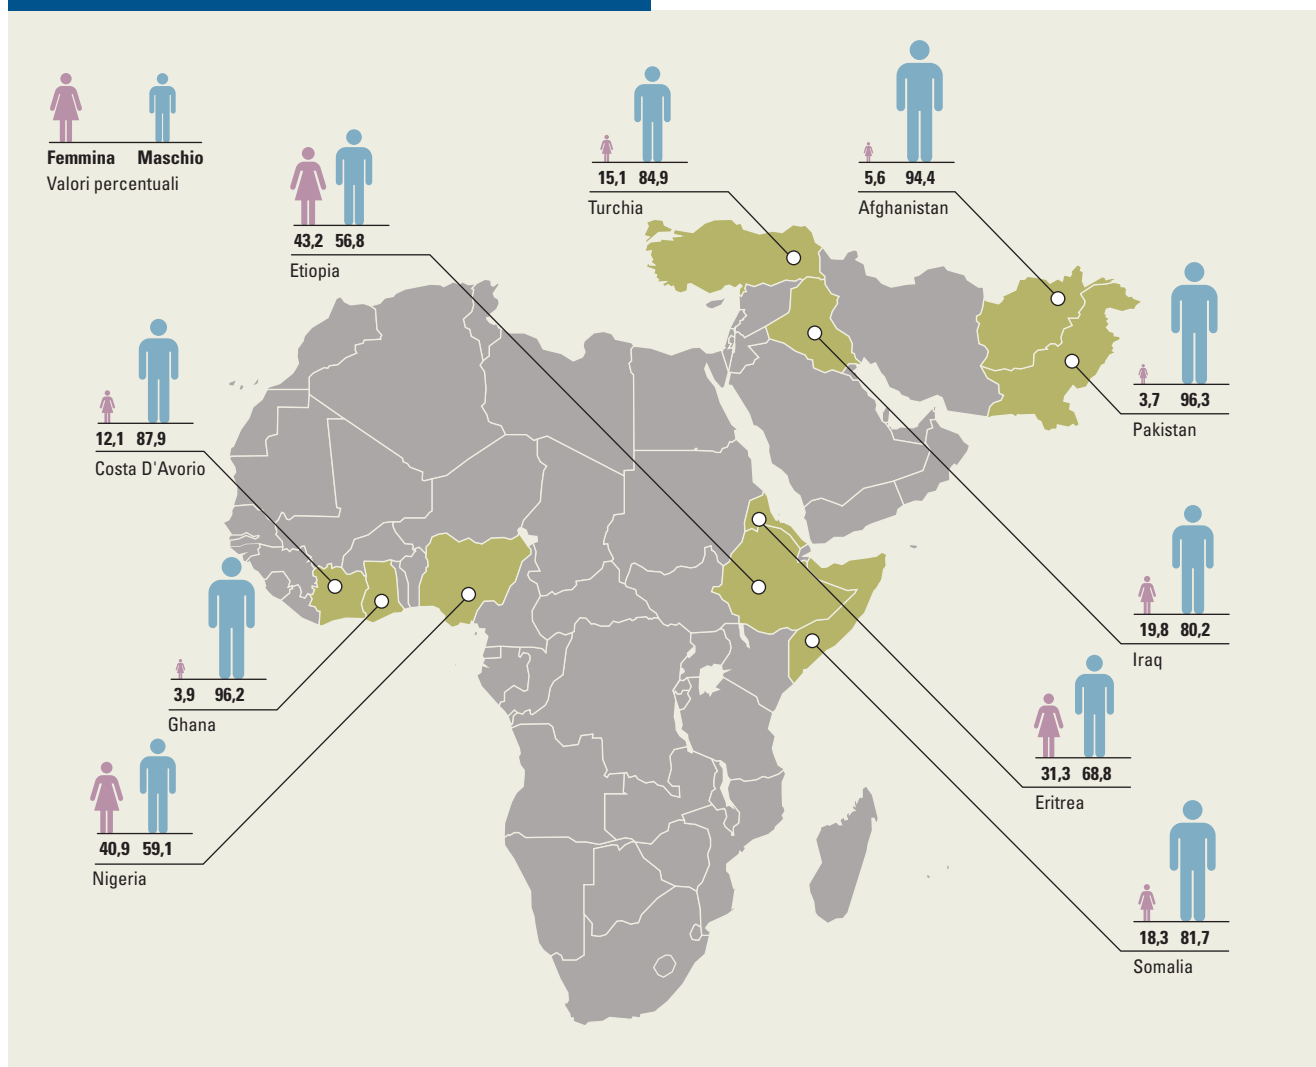 Femmina Maschio
Valori percentuali
43,2 56,8
Etiopia
15,1 84,9
Turchia
5,6 94,4
Afghanistan
3,7 96,3
Pakistan
12,1 87,9
Costa D'Avorio
19,8 80,2
Iraq
3,9 96,2
Ghana
31,3 68,8
Eritrea
40,9 59,1
Nigeria
18,3 81,7
Somalia